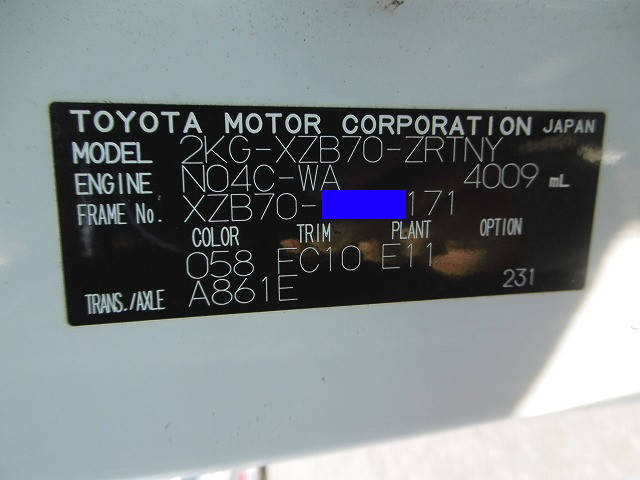 TOYOTA MOTOR CORPORATION JAPAN
MODEL 2KG-XZB70-ZRTNY
ENGINE N04C-WA 4009 mL
FRAME No. XZB70- 171
COLOR TRIM PLANT OPTION
058 FC10 E11
TRANS./AXLE A861E 231